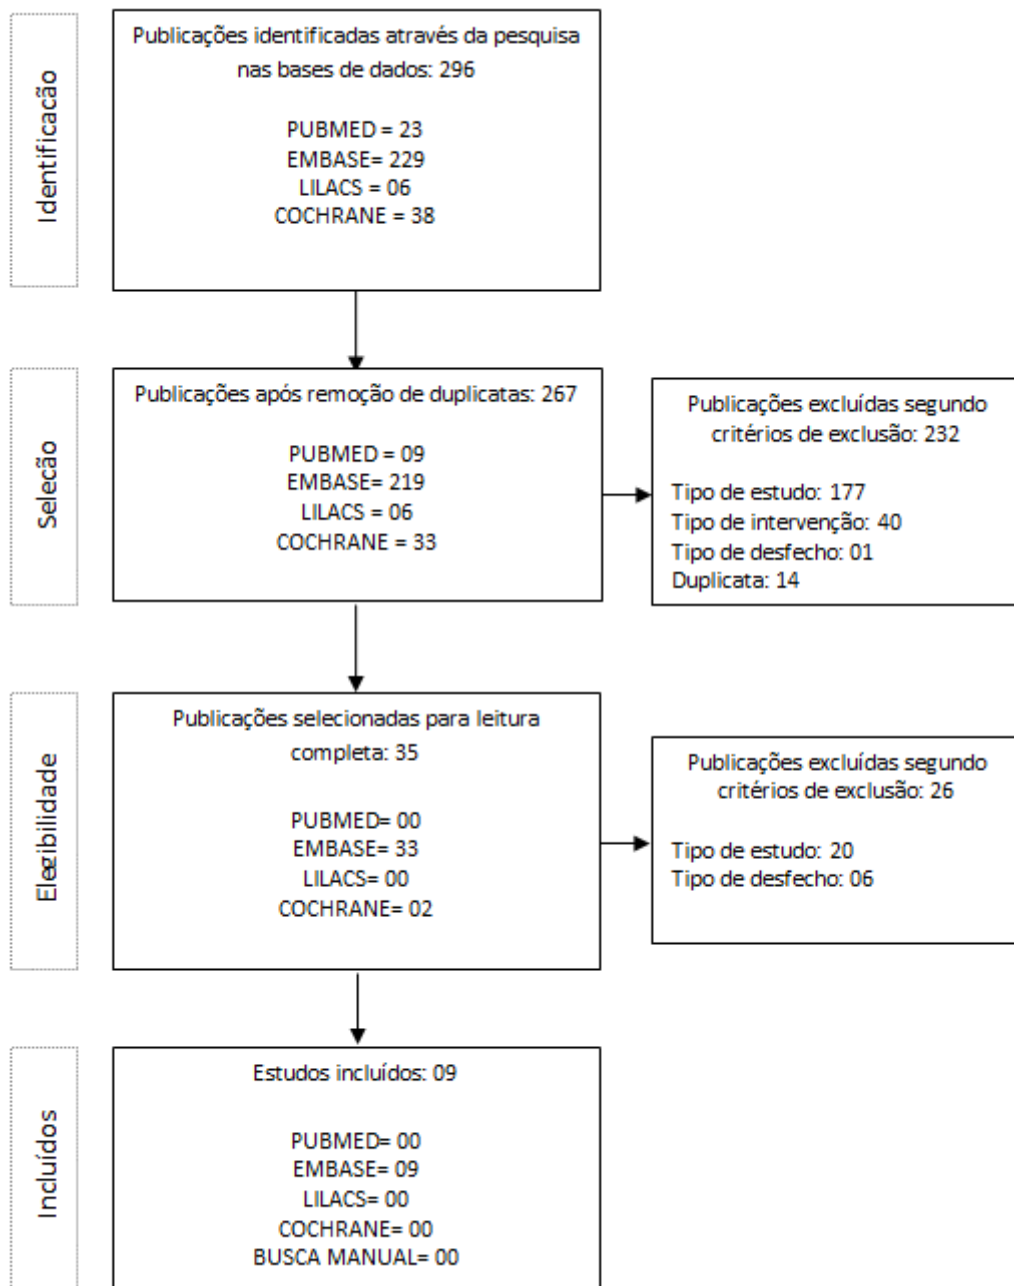 Identificação
Publicações identificadas através da pesquisa
nas bases de dados: 296
PUBMED = 23
EMBASE= 229
LILACS = 06
COCHRANE = 38
Seleção
Publicações após remoção de duplicatas: 267
PUBMED = 09
EMBASE= 219
LILACS = 06
COCHRANE = 33
Publicações excluídas segundo
critérios de exclusão: 232
Tipo de estudo: 177
Tipo de intervenção: 40
Tipo de desfecho: 01
Duplicata: 14
Elegibilidade
Publicações selecionadas para leitura
completa: 35
PUBMED= 00
EMBASE= 33
LILACS= 00
COCHRANE= 02
Publicações excluídas segundo
critérios de exclusão: 26
Tipo de estudo: 20
Tipo de desfecho: 06
Incluídos
Estudos incluídos: 09
PUBMED= 00
EMBASE= 09
LILACS= 00
COCHRANE= 00
BUSCA MANUAL= 00